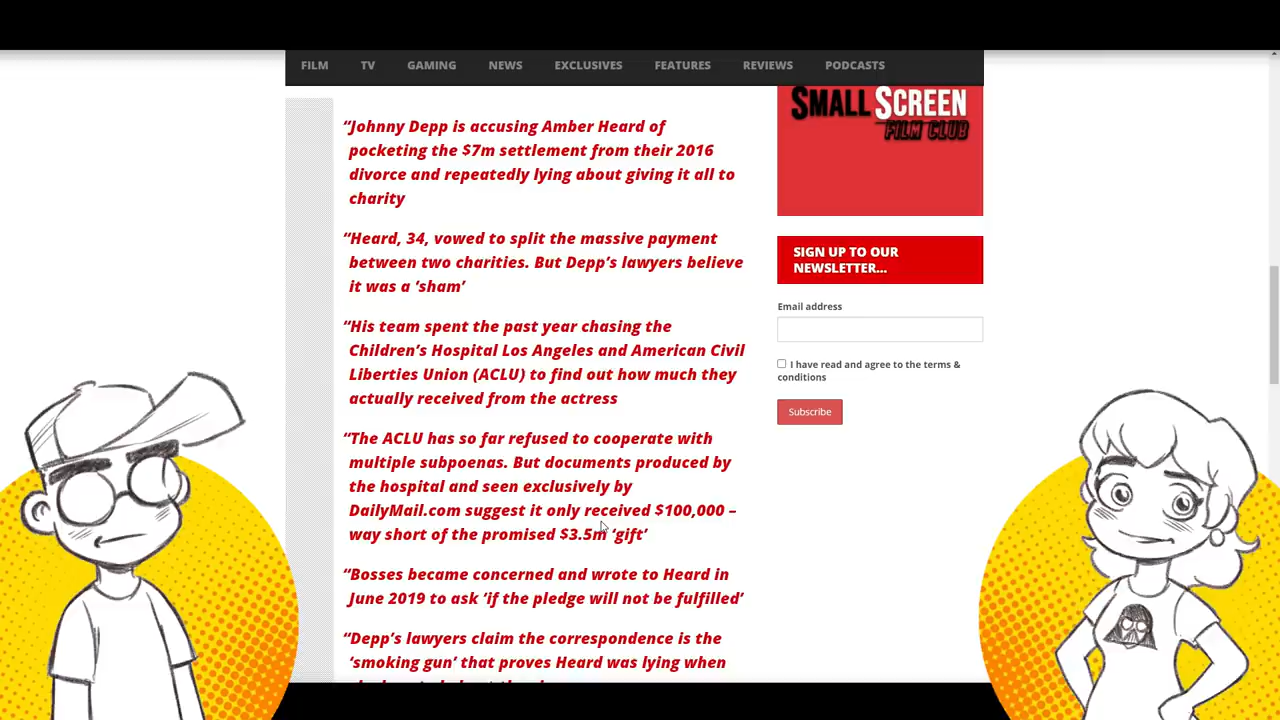 FILM TV GAMING NEWS EXCLUSIVES FEATURES REVIEWS PODCASTS
“Johnny Depp is accusing Amber Heard of
pocketing the $7m settlement from their 2016
divorce and repeatedly lying about giving it all to
charity
“Heard, 34, vowed to split the massive payment
between two charities. But Depp’s lawyers believe
it was a ‘sham’
“His team spent the past year chasing the
Children’s Hospital Los Angeles and American Civil
Liberties Union (ACLU) to find out how much they
actually received from the actress
“The ACLU has so far refused to cooperate with
multiple subpoenas. But documents produced by
the hospital and seen exclusively by
DailyMail.com suggest it only received $100,000 –
way short of the promised $3.5m ‘gift’
“Bosses became concerned and wrote to Heard in
June 2019 to ask ‘if the pledge will not be fulfilled’
“Depp’s lawyers claim the correspondence is the
‘smoking gun’ that proves Heard was lying when
SMALL SCREEN
FILM CLUB
SIGN UP TO OUR
NEWSLETTER...
Email address
I have read and agree to the terms &
conditions
Subscribe